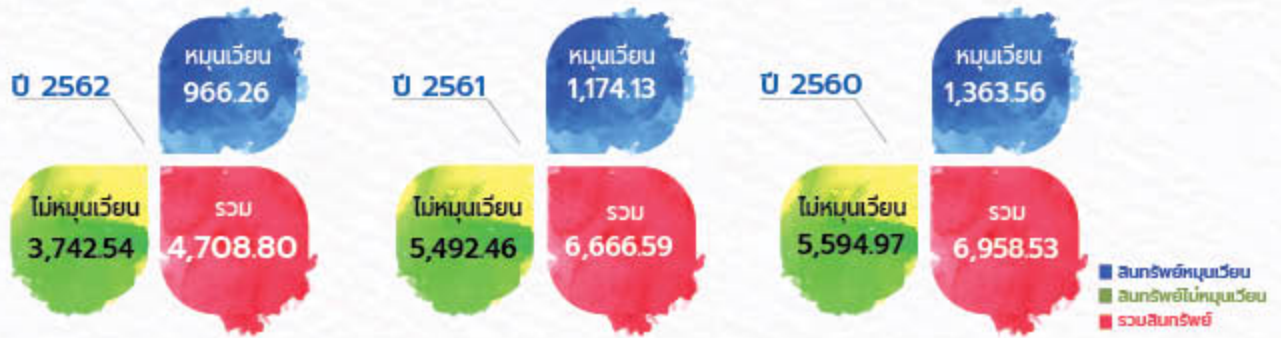 ปี 2562
หมุนเวียน
966.26
ไม่หมุนเวียน
3,742.54
รวม
4,708.80
ปี 2561
หมุนเวียน
1,174.13
ไม่หมุนเวียน
5,492.46
รวม
6,666.59
ปี 2560
หมุนเวียน
1,363.56
ไม่หมุนเวียน
5,594.97
รวม
6,958.53
สินทรัพย์หมุนเวียน
สินทรัพย์ไม่หมุนเวียน
รวมสินทรัพย์